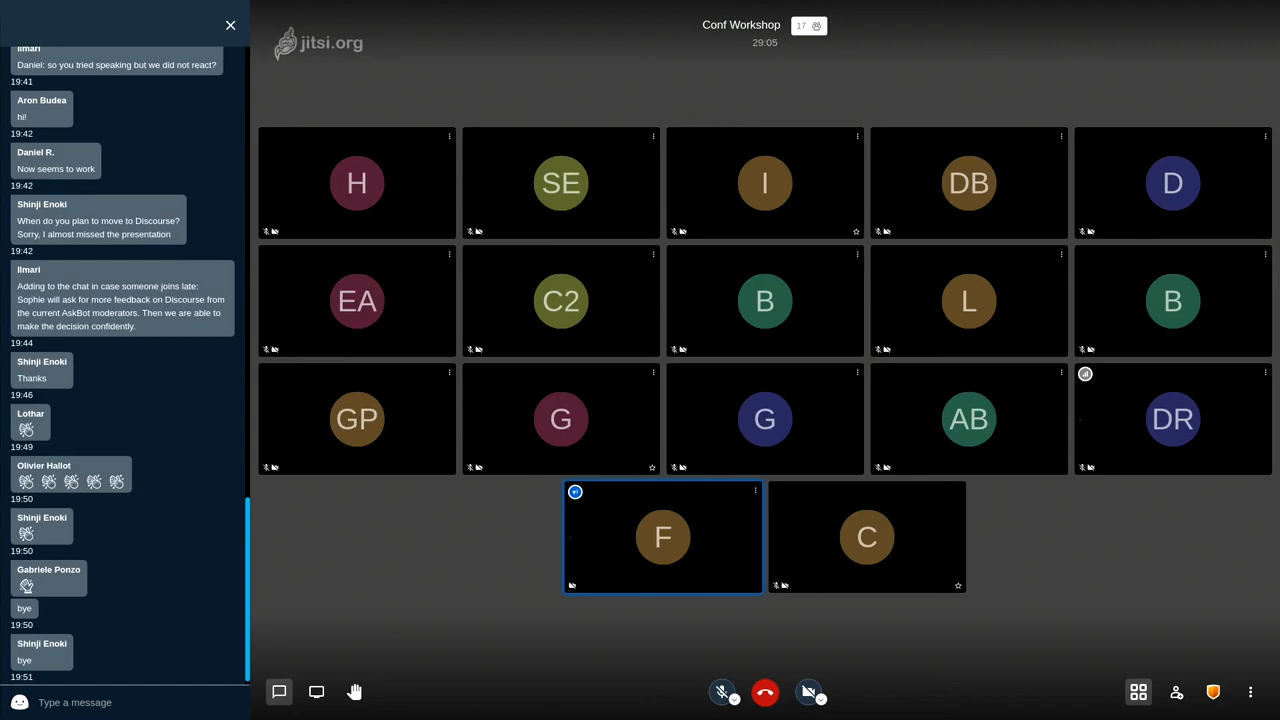 Ilmari
Daniel: so you tried speaking but we did not react?
19:41
Aron Budea
hi!
19:42
Daniel R.
Now seems to work
19:42
Shinji Enoki
When do you plan to move to Discourse?
Sorry, I almost missed the presentation
19:42
Ilmari
Adding to the chat in case someone joins late:
Sophie will ask for more feedback on Discourse from
the current AskBot moderators. Then we are able to
make the decision confidently.
19:44
Shinji Enoki
Thanks
19:46
Lothar
19:49
Olivier Hallot
19:50
Shinji Enoki
19:50
Gabriele Ponzo
bye
19:50
Shinji Enoki
bye
19:51
Type a message
jitsi.org
Conf Workshop 17
29:05
H
SE
I
DB
D
EA
C2
B
L
B
GP
G
G
AB
DR
F
C